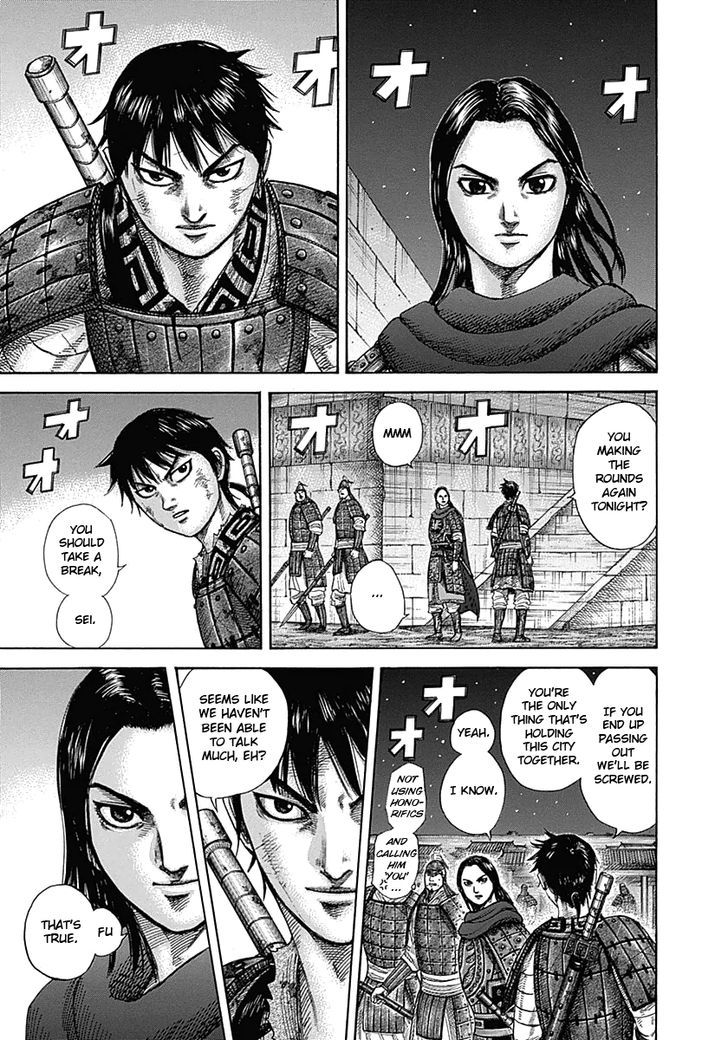 オ
オ
オ
オ
YOU
MAKING
THE
ROUNDS
AGAIN
TONIGHT?
MMM
オ
オ
...
オ
オ
YOU
SHOULD
TAKE A
BREAK,
SEI.
IF YOU
END UP
PASSING
OUT
WE'LL BE
SCREWED.
YOU'RE
THE ONLY
THING THAT'S
HOLDING
THIS CITY
TOGETHER.
YEAH.
I KNOW.
オ
オ
NOT
USING
HONO-
RIFICS
AND
CALLING
HIM
'YOU'
...
SEEMS LIKE
WE HAVEN'T
BEEN ABLE
TO TALK
MUCH, EH?
FU
THAT'S
TRUE.